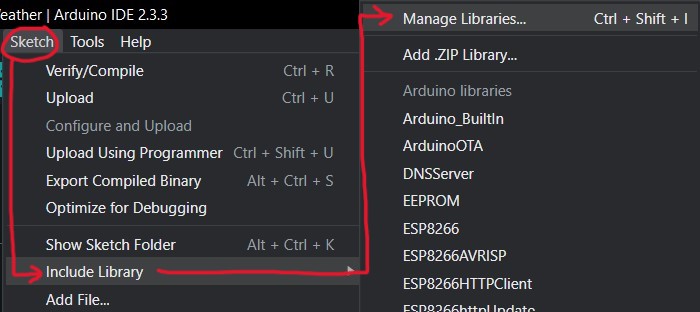 eather | Arduino IDE 2.3.3
Sketch Tools Help
Verify/Compile Ctrl + R
Upload Ctrl + U
Configure and Upload
Upload Using Programmer Ctrl + Shift + U
Export Compiled Binary Alt + Ctrl + S
Optimize for Debugging
Show Sketch Folder Alt + Ctrl + K
Include Library
Add File...
Manage Libraries... Ctrl + Shift + I
Add .ZIP Library...
Arduino libraries
Arduino_BuiltIn
ArduinoOTA
DNSServer
EEPROM
ESP8266
ESP8266AVRISP
ESP8266HTTPClient
ESP8266httpUpdate